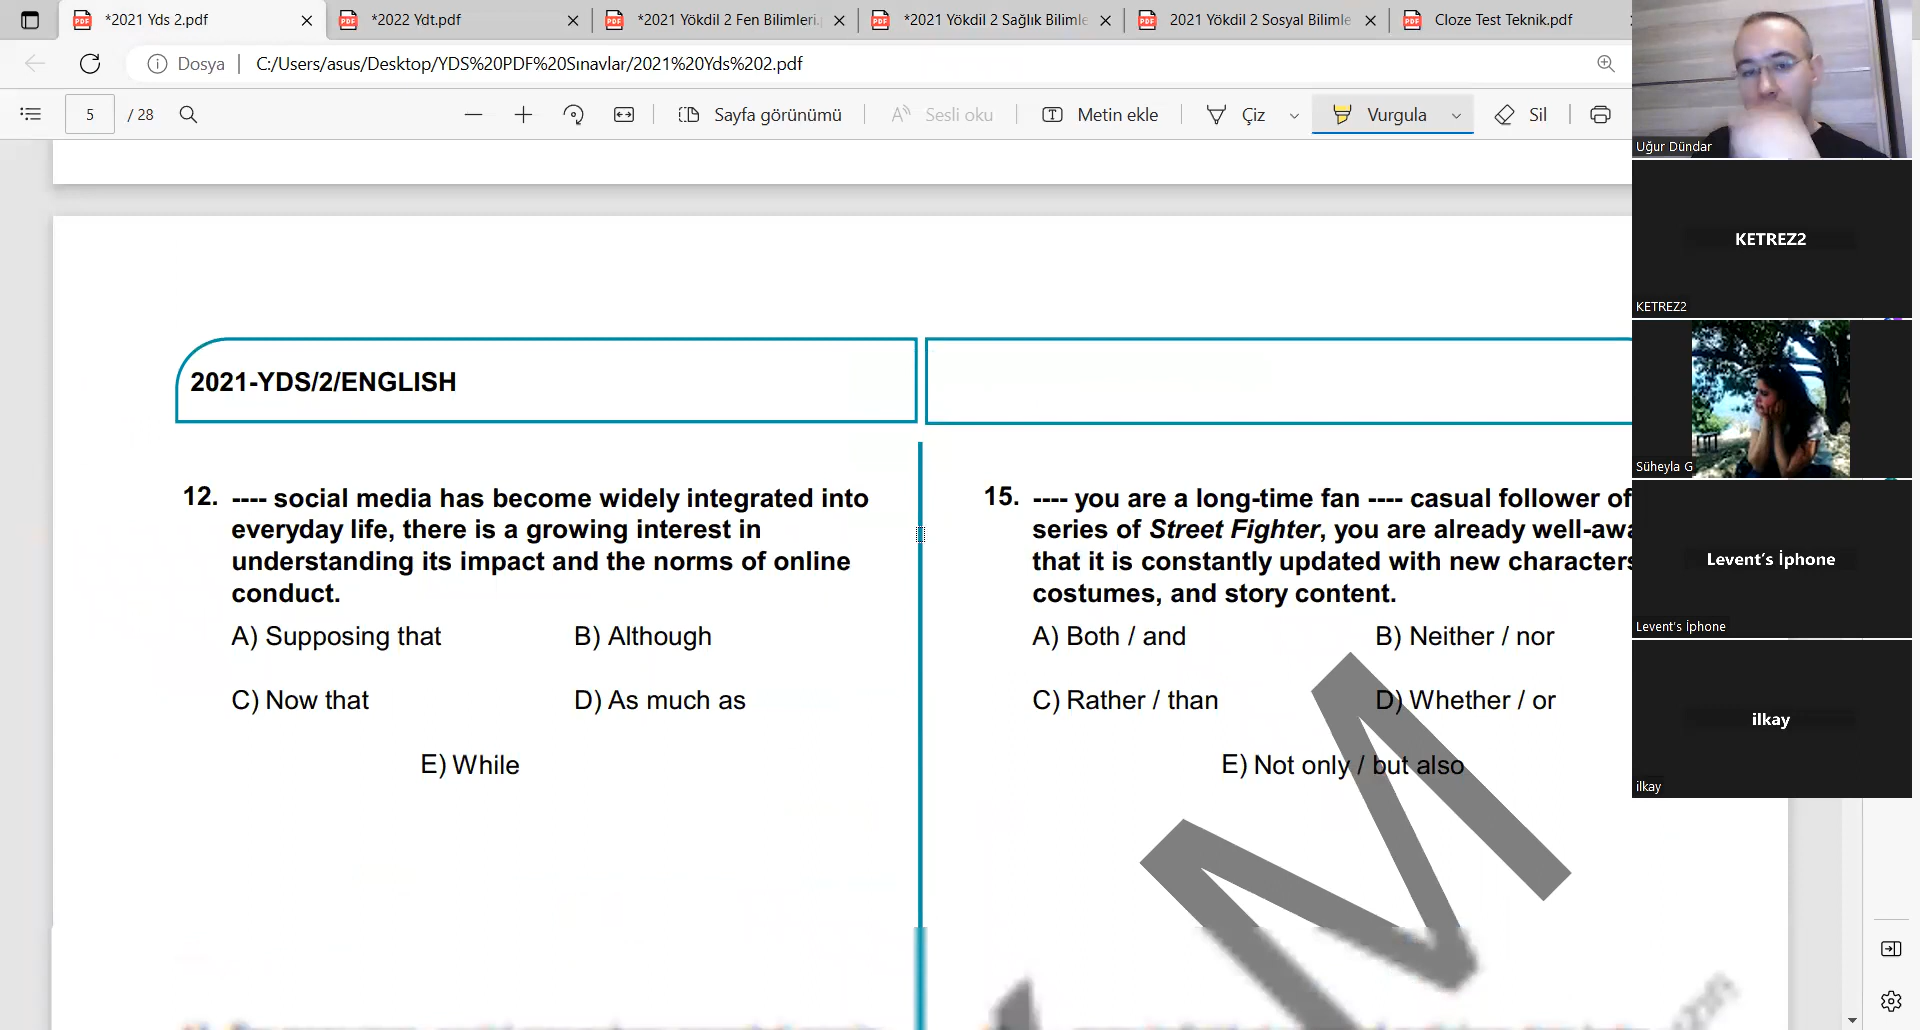 *2021 Yds 2.pdf
*2022 Ydt.pdf
*2021 Yökdil 2 Fen Bilimleri.
*2021 Yökdil 2 Sağlık Bilimle
2021 Yökdil 2 Sosyal Bilimle
Cloze Test Teknik.pdf
Dosya
C:/Users/asus/Desktop/YDS%20PDF%20Sınavlar/2021%20Yds%202.pdf
5 / 28
Sayfa görünümü
Sesli oku
Metin ekle
Çiz
Vurgula
Sil
2021-YDS/2/ENGLISH
12. ---- social media has become widely integrated into
everyday life, there is a growing interest in
understanding its impact and the norms of online
conduct.
A) Supposing that B) Although
C) Now that D) As much as
E) While
15. ---- you are a long-time fan ---- casual follower of
series of Street Fighter, you are already well-awa
that it is constantly updated with new characters
costumes, and story content.
A) Both / and B) Neither / nor
C) Rather / than D) Whether / or
E) Not only / but also
Uğur Dündar
KETREZ2
KETREZ2
Süheyla G
Levent's İphone
Levent's İphone
ilkay
ilkay